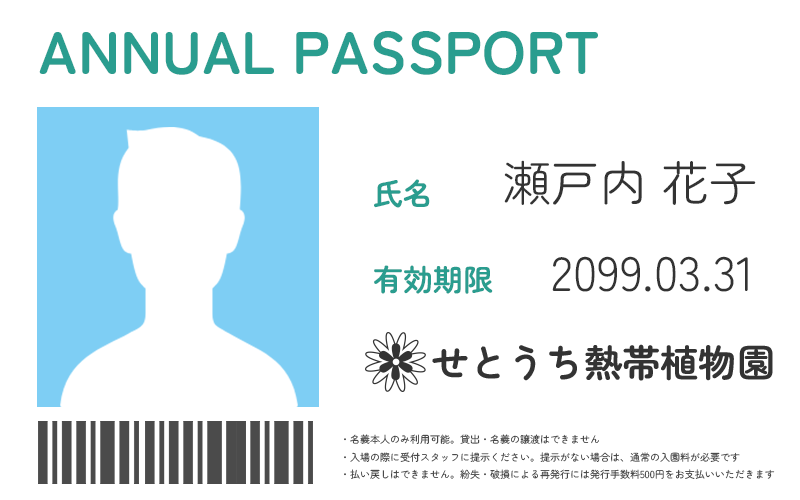 ANNUAL PASSPORT
氏名 瀬戸内 花子
有効期限 2099.03.31
せとうち熱帯植物園
・名義本人のみ利用可能。貸出・名義の譲渡はできません
・入場の際に受付スタッフに提示ください。提示がない場合は、通常の入園料が必要です
・払い戻しはできません。紛失・破損による再発行には発行手数料500円をお支払いいただきます